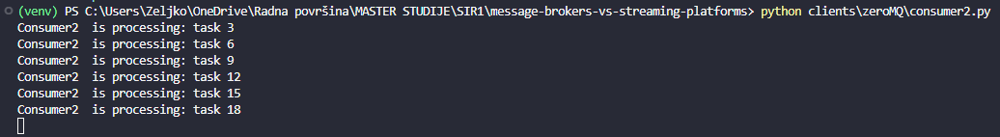 (venv) PS C:\Users\Zeljko\OneDrive\Radna površina\MASTER STUDIJE\SIR1\message-brokers-vs-streaming-platforms> python clients\zeroMQ\consumer2.py
Consumer2  is processing: task 3
Consumer2  is processing: task 6
Consumer2  is processing: task 9
Consumer2  is processing: task 12
Consumer2  is processing: task 15
Consumer2  is processing: task 18